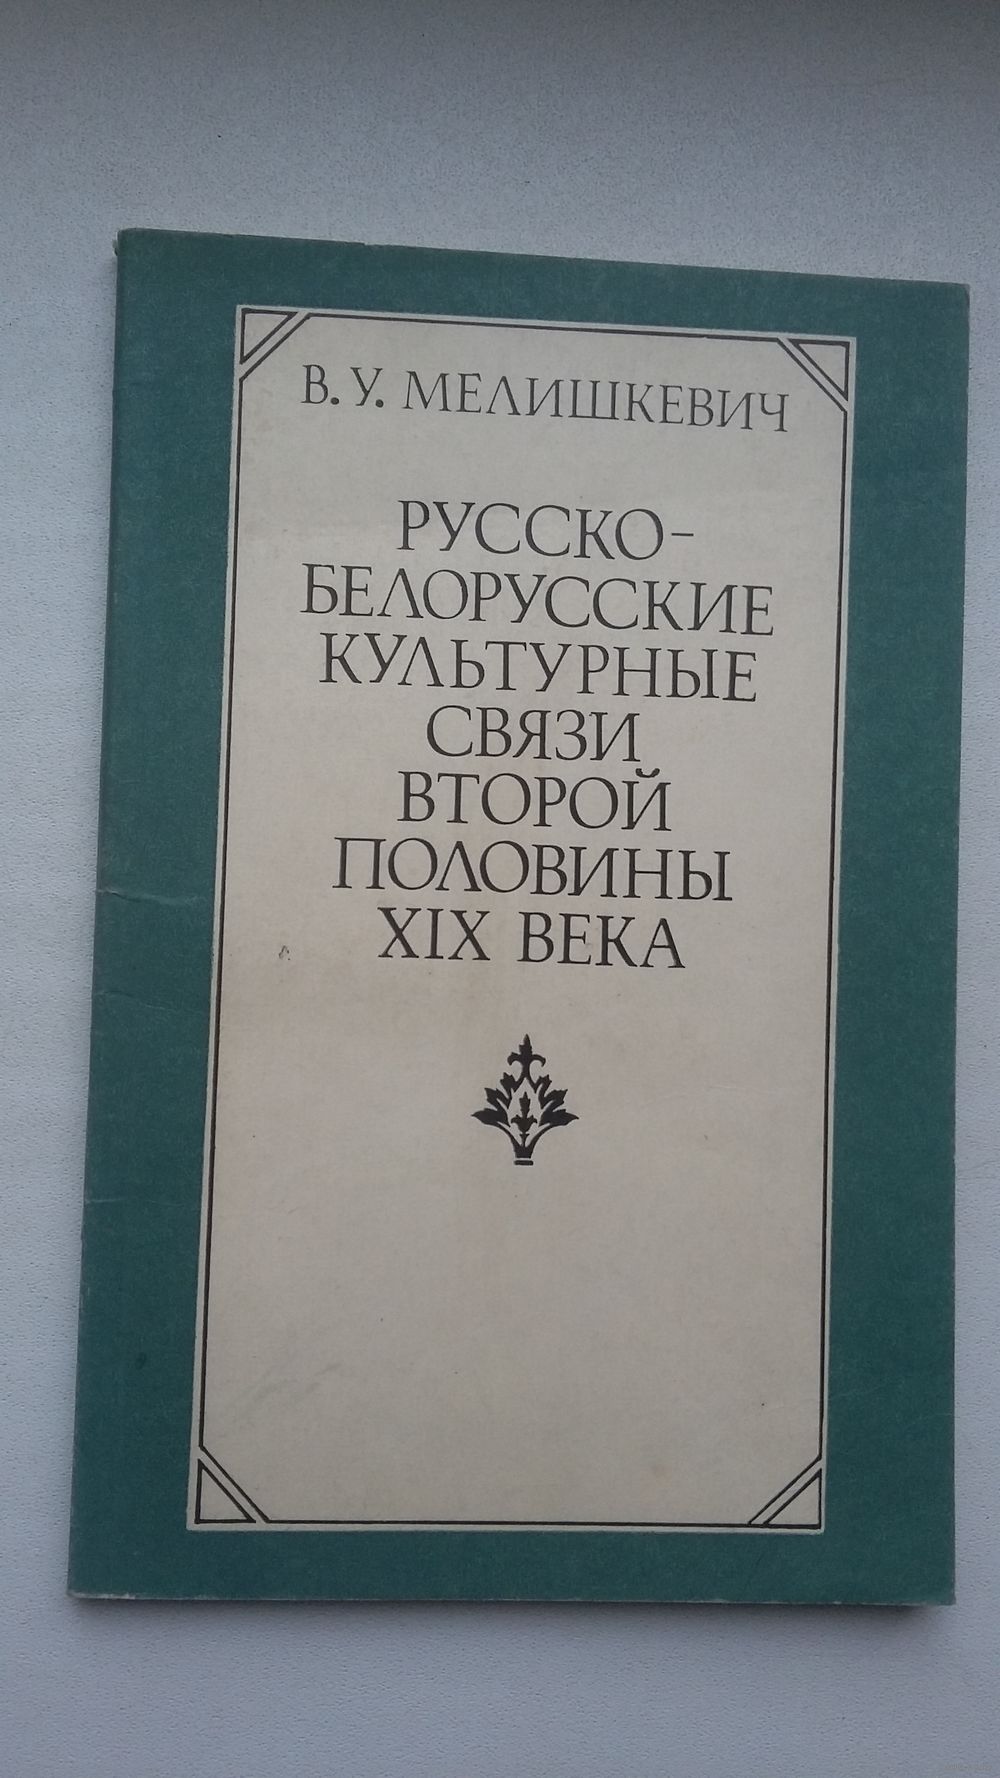 В. У. МЕЛИШКЕВИЧ
РУССКО-
БЕЛОРУССКИЕ
КУЛЬТУРНЫЕ
СВЯЗИ
ВТОРОЙ
ПОЛОВИНЫ
XIX ВЕКА